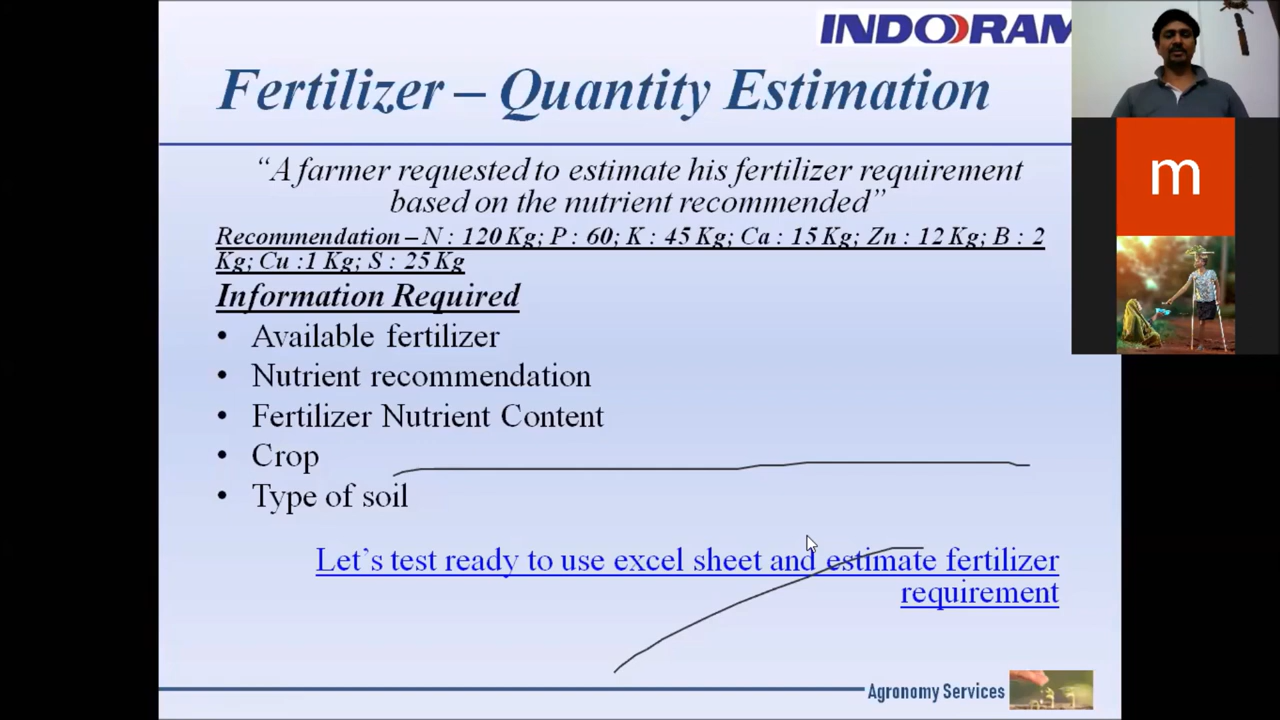 INDORAM
Fertilizer – Quantity Estimation
“A farmer requested to estimate his fertilizer requirement
based on the nutrient recommended”
Recommendation – N : 120 Kg; P : 60; K : 45 Kg; Ca : 15 Kg; Zn : 12 Kg; B : 2
Kg; Cu :1 Kg; S : 25 Kg
Information Required
• Available fertilizer
• Nutrient recommendation
• Fertilizer Nutrient Content
• Crop
• Type of soil
Let’s test ready to use excel sheet and estimate fertilizer
requirement
Agronomy Services
m